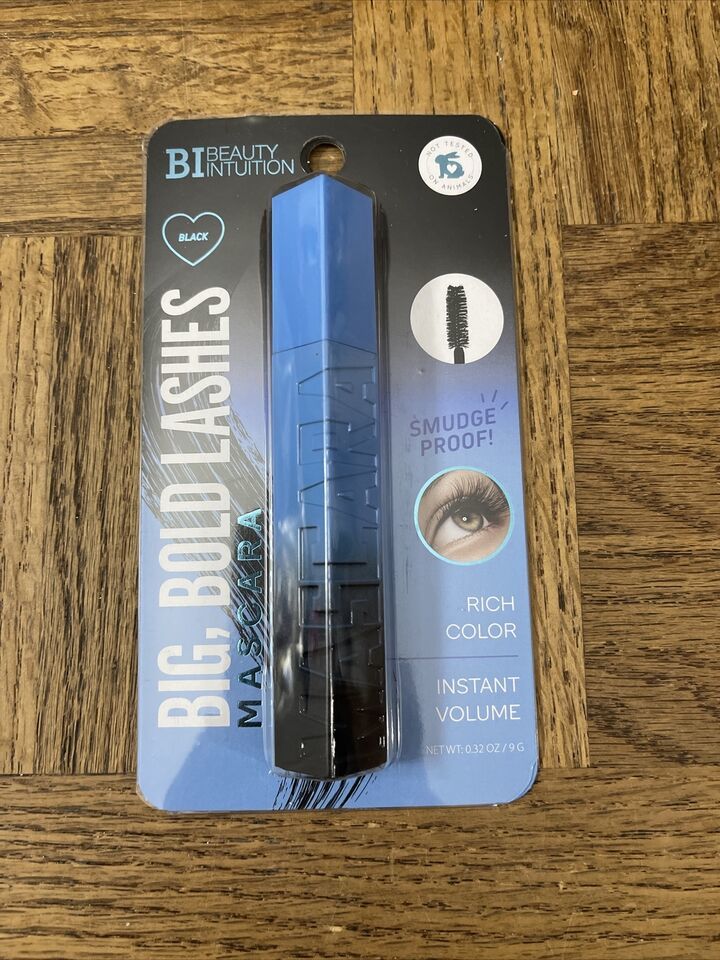 BI BEAUTY
INTUITION
NOT TESTED
ON ANIMALS
BLACK
BIG, BOLD LASHES
MASCARA
SMUDGE
PROOF!
RICH
COLOR
INSTANT
VOLUME
NET WT: 0.32 OZ / 9 G